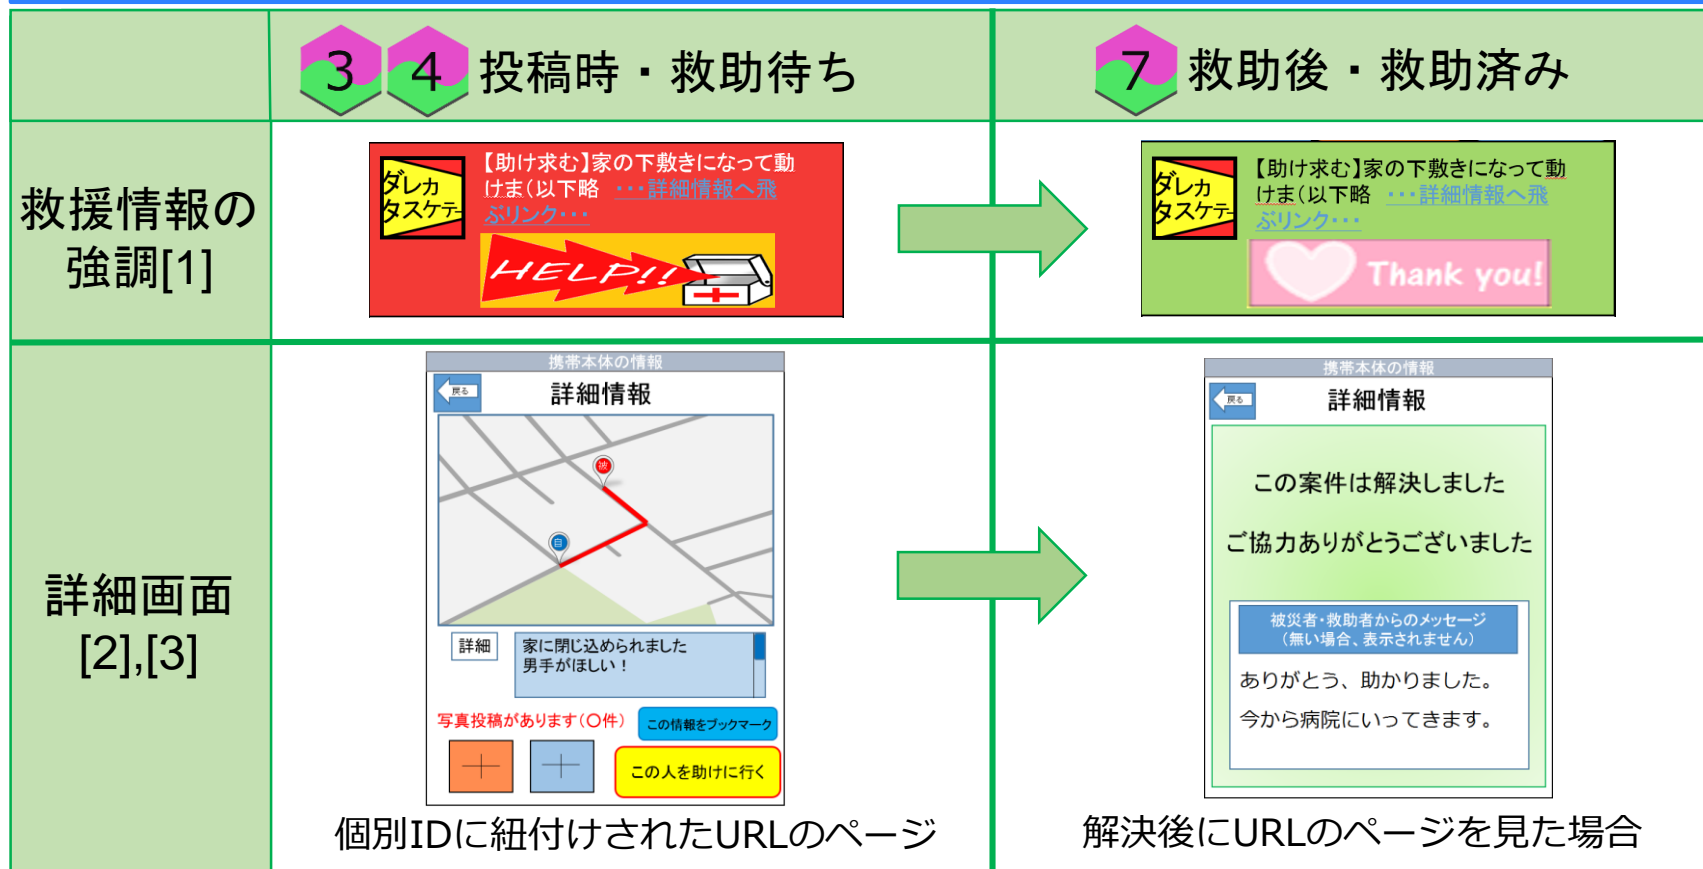 3 4 投稿時・救助待ち
7 救助後・救助済み
救援情報の
強調[1]
ダレカ
タスケテー
【助け求む】家の下敷きになって動
けま(以下略 ・・・詳細情報へ飛
ぶリンク・・・
HELP!!
ダレカ
タスケテー
【助け求む】家の下敷きになって動
けま(以下略 ・・・詳細情報へ飛
ぶリンク・・・
Thank you!
詳細画面
[2],[3]
携帯本体の情報
戻る
詳細情報
被
自
詳細
家に閉じ込められました
男手がほしい！
写真投稿があります(〇件)
この情報をブックマーク
この人を助けに行く
個別IDに紐付けされたURLのページ
携帯本体の情報
戻る
詳細情報
この案件は解決しました
ご協力ありがとうございました
被災者・救助者からのメッセージ
(無い場合、表示されません)
ありがとう、助かりました。
今から病院にいってきます。
解決後にURLのページを見た場合